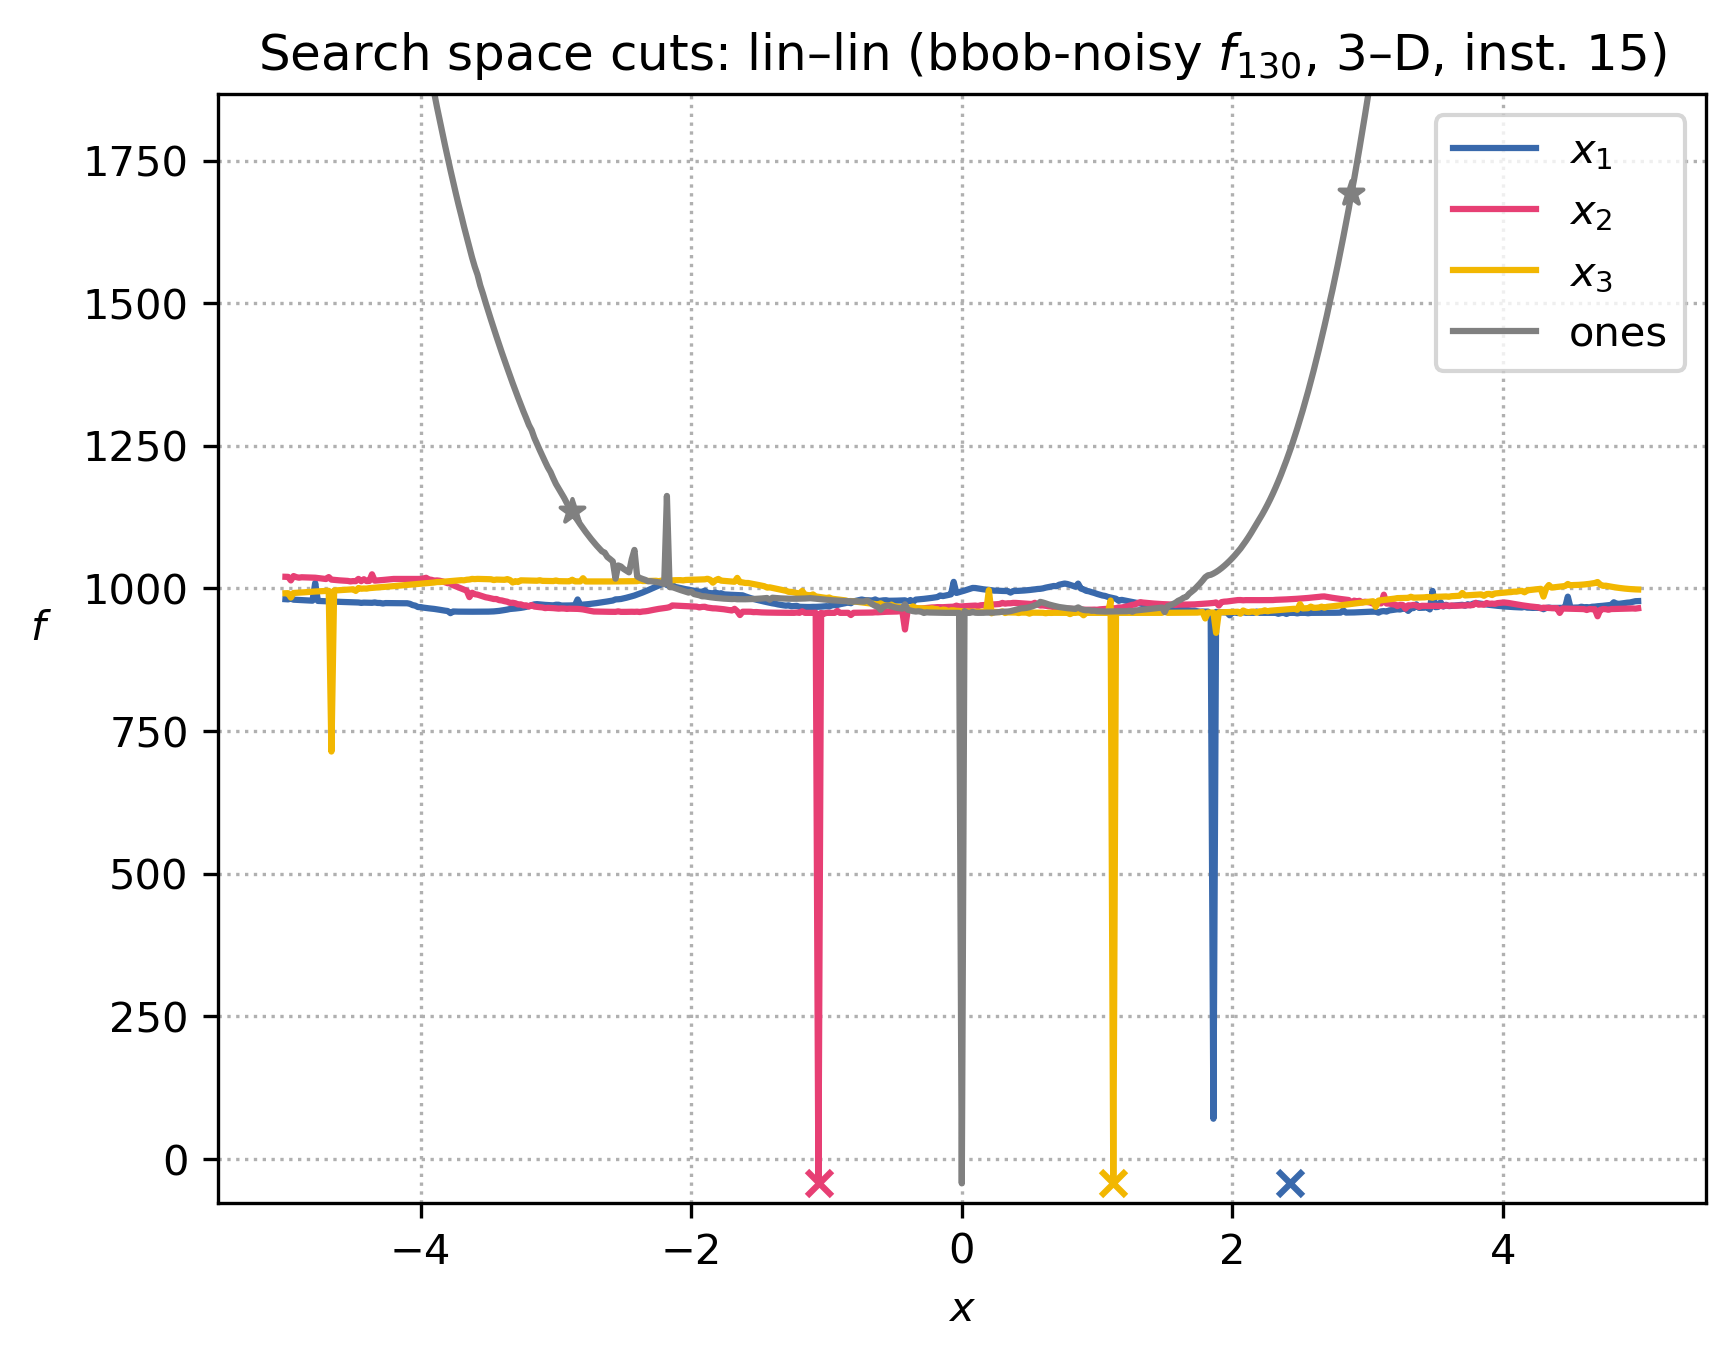 Search space cuts: lin–lin (bbob-noisy f₁₃₀, 3–D, inst. 15)
x₁
x₂
x₃
ones
1750
1500
1250
1000
750
500
250
0
f
−4 −2 0 2 4
x